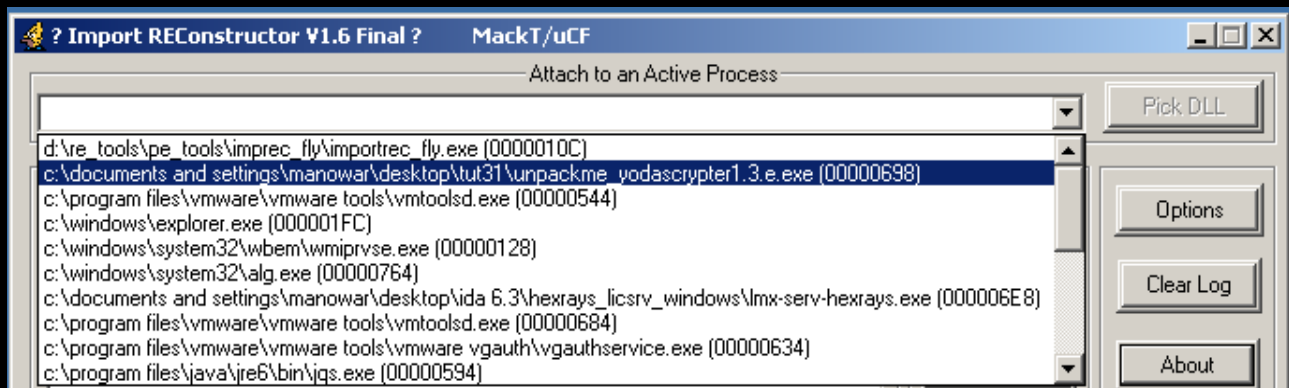 ? Import REConstructor V1.6 Final ? MackT/uCF
Attach to an Active Process
Pick DLL
d:\re_tools\pe_tools\imprec_fly\importrec_fly.exe (0000010C)
c:\documents and settings\manowar\desktop\tut31\unpackme_yodascrypter1.3.e.exe (00000698)
c:\program files\vmware\vmware tools\vmtoolsd.exe (00000544)
c:\windows\explorer.exe (000001FC)
c:\windows\system32\wbem\wmiprvse.exe (00000128)
c:\windows\system32\alg.exe (00000764)
c:\documents and settings\manowar\desktop\ida 6.3\hexrays_licsrv_windows\lmx-serv-hexrays.exe (000006E8)
c:\program files\vmware\vmware tools\vmtoolsd.exe (00000684)
c:\program files\vmware\vmware tools\vmware vgauth\vgauthservice.exe (00000634)
c:\program files\java\jre6\bin\jqs.exe (00000594)
Options
Clear Log
About